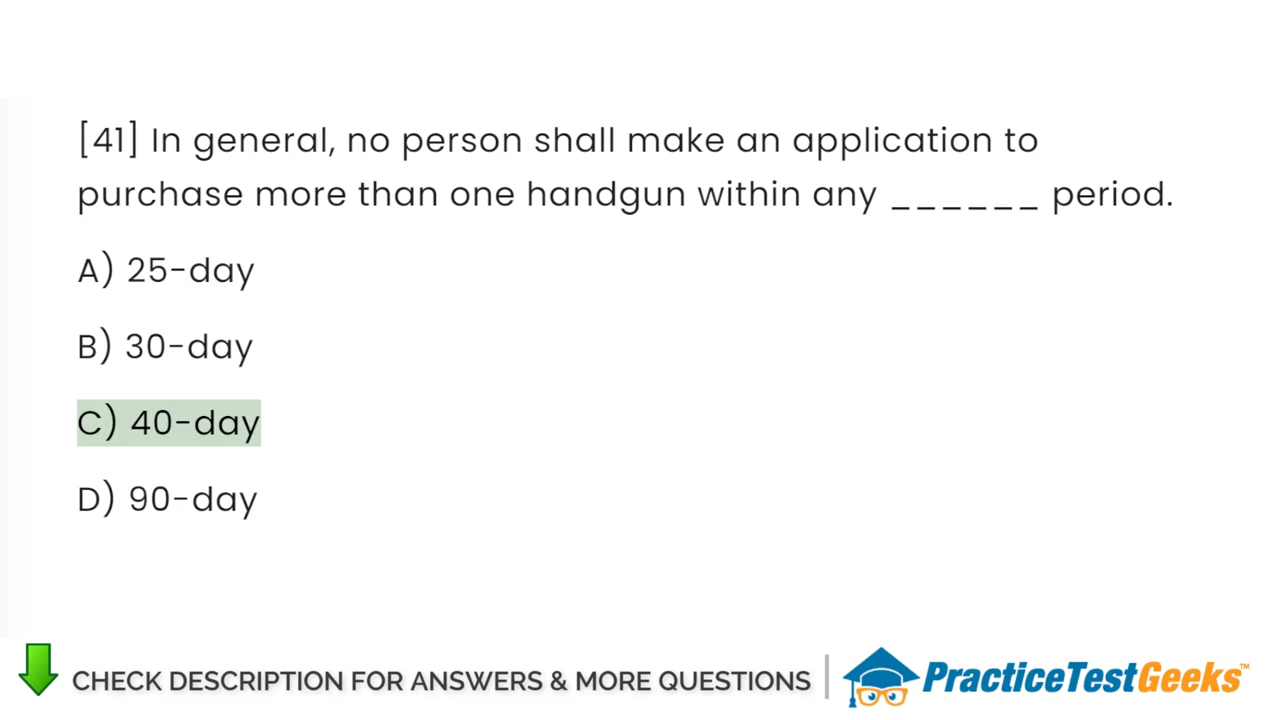 [41] In general, no person shall make an application to
purchase more than one handgun within any ______ period.
A) 25-day
B) 30-day
C) 40-day
D) 90-day
CHECK DESCRIPTION FOR ANSWERS & MORE QUESTIONS
PracticeTestGeeks™